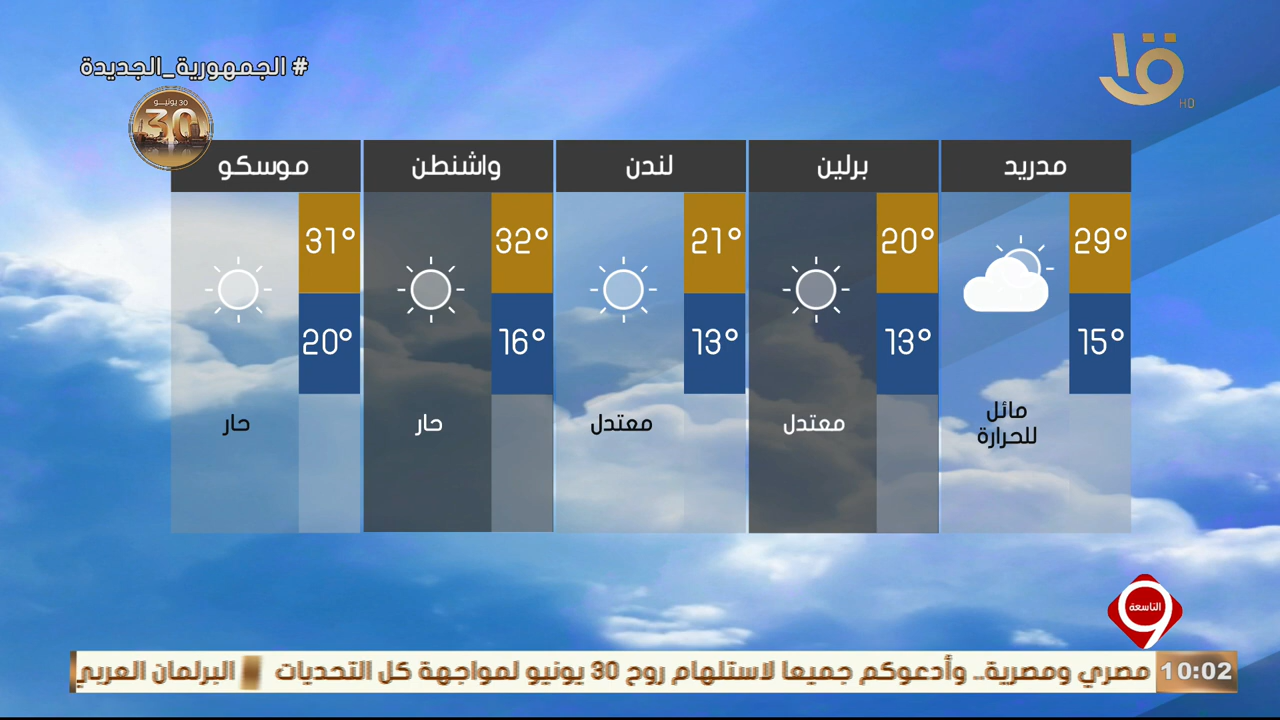 # الجمهورية_الجديدة
30 يونيو
30
HD
مدريد
29°
15°
مائل
للحرارة
برلين
20°
13°
معتدل
لندن
21°
13°
معتدل
واشنطن
32°
16°
حار
موسكو
31°
20°
حار
التاسعة
9
10:02
مصري ومصرية.. وأدعوكم جميعا لاستلهام روح 30 يونيو لمواجهة كل التحديات البرلمان العربي